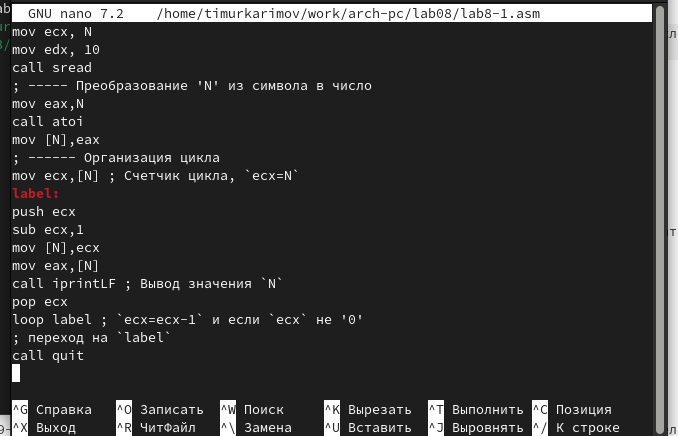 GNU nano 7.2 /home/timurkarimov/work/arch-pc/lab08/lab8-1.asm
mov ecx, N
mov edx, 10
call sread
; ----- Преобразование 'N' из символа в число
mov eax,N
call atoi
mov [N],eax
; ------ Организация цикла
mov ecx,[N] ; Счетчик цикла, `ecx=N`
label:
push ecx
sub ecx,1
mov [N],ecx
mov eax,[N]
call iprintLF ; Вывод значения `N`
pop ecx
loop label ; `ecx=ecx-1` и если `ecx` не '0'
; переход на `label`
call quit
^G Справка ^O Записать ^W Поиск ^K Вырезать ^T Выполнить ^C Позиция
^X Выход ^R ЧитФайл ^\ Замена ^U Вставить ^J Выровнять ^/ К строке